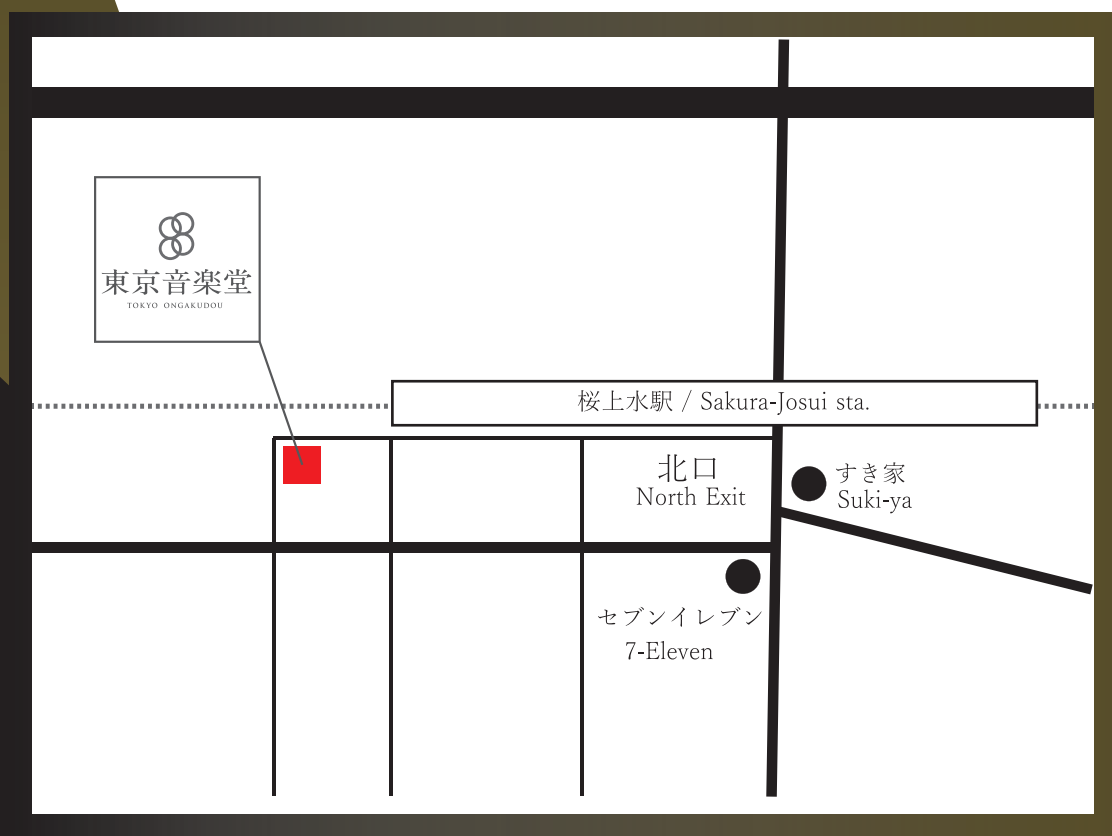 東京音楽堂
TOKYO ONGAKUDOU
桜上水駅 / Sakura-Josui sta.
北口
North Exit
すき家
Suki-ya
セブンイレブン
7-Eleven